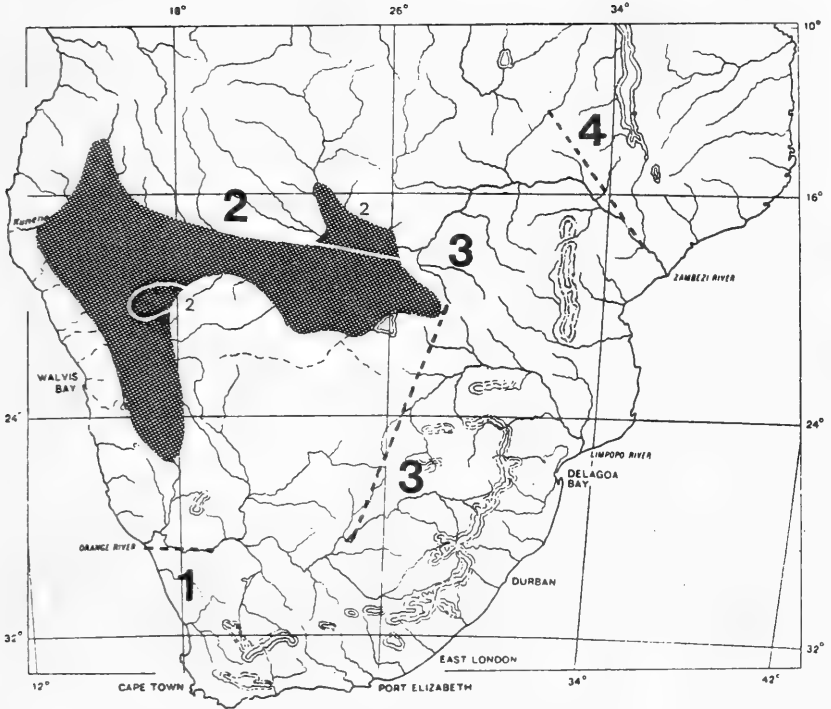 18°
26°
34°
10°
4
16°
2
2
3
Kunene
ZAMBEZI RIVER
2
WALVIS
BAY
24°
24°
3
LIMPOPO RIVER
DELAGOA
BAY
ORANGE RIVER
1
DURBAN
32°
32°
EAST LONDON
12°
CAPE TOWN
PORT ELIZABETH
34°
42°